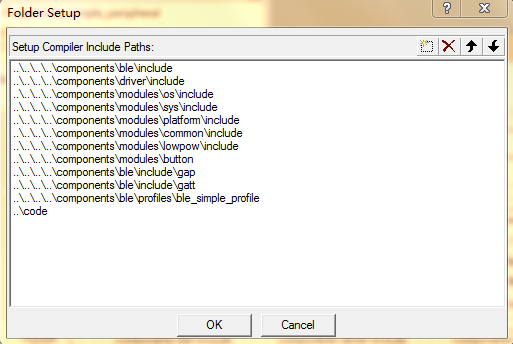 Folder Setup
Setup Compiler Include Paths:
..\..\..\..\components\ble\include
..\..\..\..\components\driver\include
..\..\..\..\components\modules\os\include
..\..\..\..\components\modules\sys\include
..\..\..\..\components\modules\platform\include
..\..\..\..\components\modules\common\include
..\..\..\..\components\modules\lowpow\include
..\..\..\..\components\modules\button
..\..\..\..\components\ble\include\gap
..\..\..\..\components\ble\include\gatt
..\..\..\..\components\ble\profiles\ble_simple_profile
..\code
OK Cancel